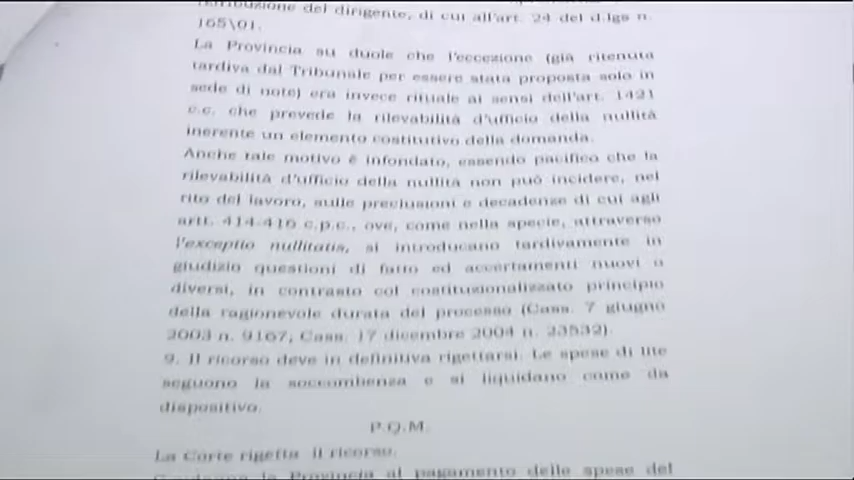 retribuzione del dirigente, di cui all'art. 24 del d.lgs n.
165\01.
La Provincia su duole che l'eccezione (già ritenuta
tardiva dal Tribunale per essere stata proposta solo in
sede di note) era invece rituale ai sensi dell'art. 1421
c.c. che prevede la rilevabilità d'ufficio della nullità
inerente un elemento costitutivo della domanda.
Anche tale motivo è infondato, essendo pacifico che la
rilevabilità d'ufficio della nullità non può incidere, nel
rito del lavoro, sulle preclusioni e decadenze di cui agli
artt. 414-416 c.p.c., ove, come nella specie, attraverso
l'exceptio nullitatis, si introducano tardivamente in
giudizio questioni di fatto ed accertamenti nuovi o
diversi, in contrasto col costituzionalizzato principio
della ragionevole durata del processo (Cass. 7 giugno
2003 n. 9167, Cass. 17 dicembre 2004 n. 23532).
9. Il ricorso deve in definitiva rigettarsi. Le spese di lite
seguono la soccombenza e si liquidano come da
dispositivo.
P.Q.M.
La Corte rigetta il ricorso.
Condanna la Provincia al pagamento delle spese del